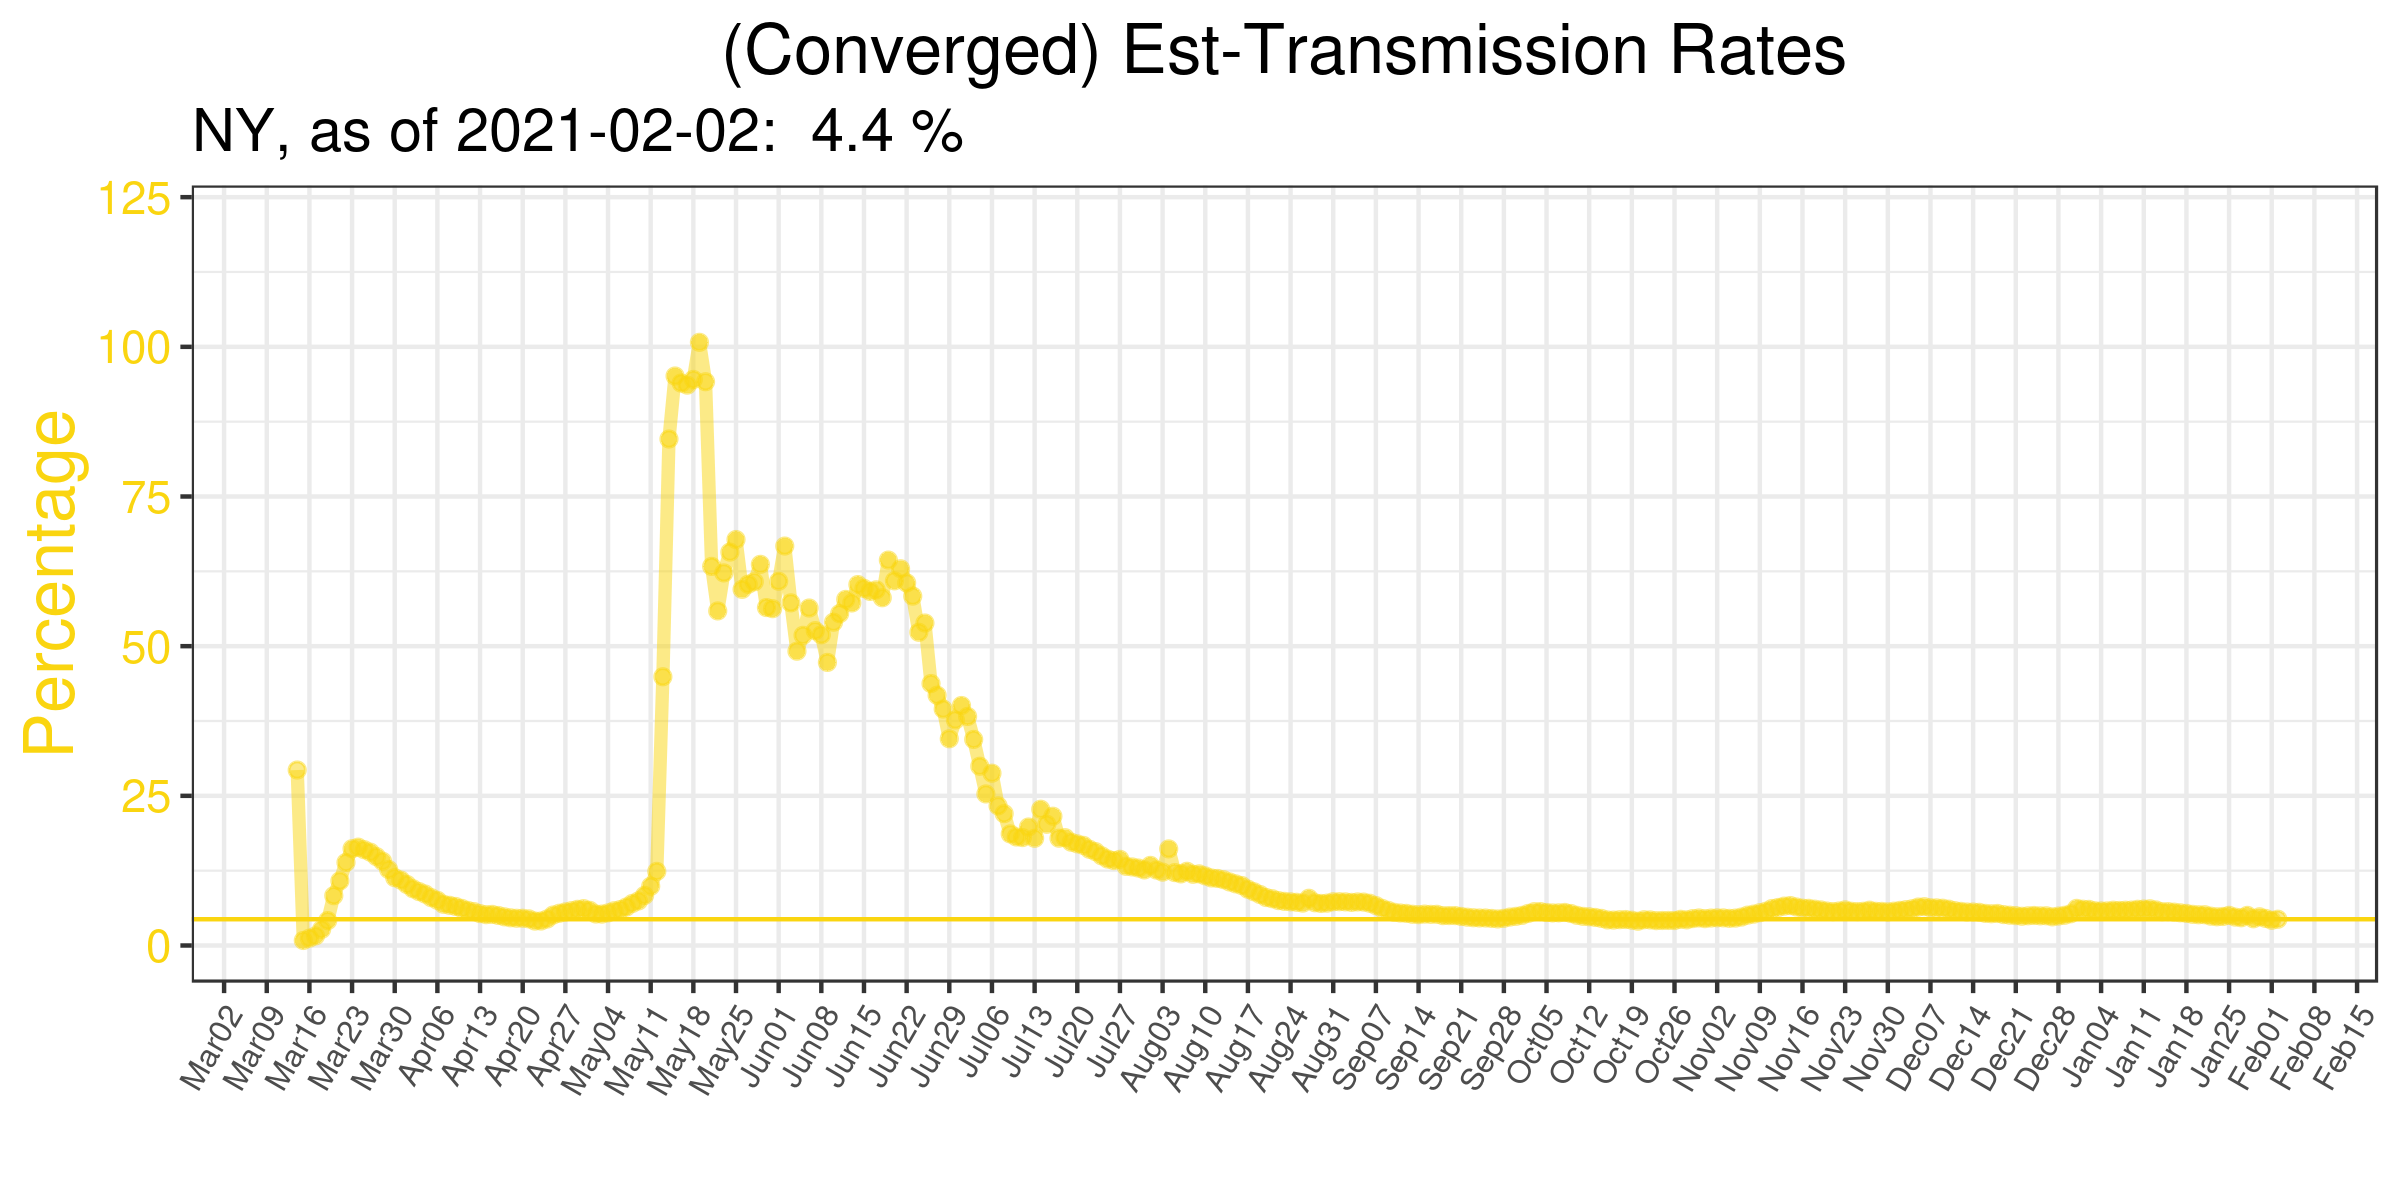 (Converged) Est-Transmission Rates
NY, as of 2021-02-02:  4.4 %
Percentage
125
100
75
50
25
0
Mar02
Mar09
Mar16
Mar23
Mar30
Apr06
Apr13
Apr20
Apr27
May04
May11
May18
May25
Jun01
Jun08
Jun15
Jun22
Jun29
Jul06
Jul13
Jul20
Jul27
Aug03
Aug10
Aug17
Aug24
Aug31
Sep07
Sep14
Sep21
Sep28
Oct05
Oct12
Oct19
Oct26
Nov02
Nov09
Nov16
Nov23
Nov30
Dec07
Dec14
Dec21
Dec28
Jan04
Jan11
Jan18
Jan25
Feb01
Feb08
Feb15